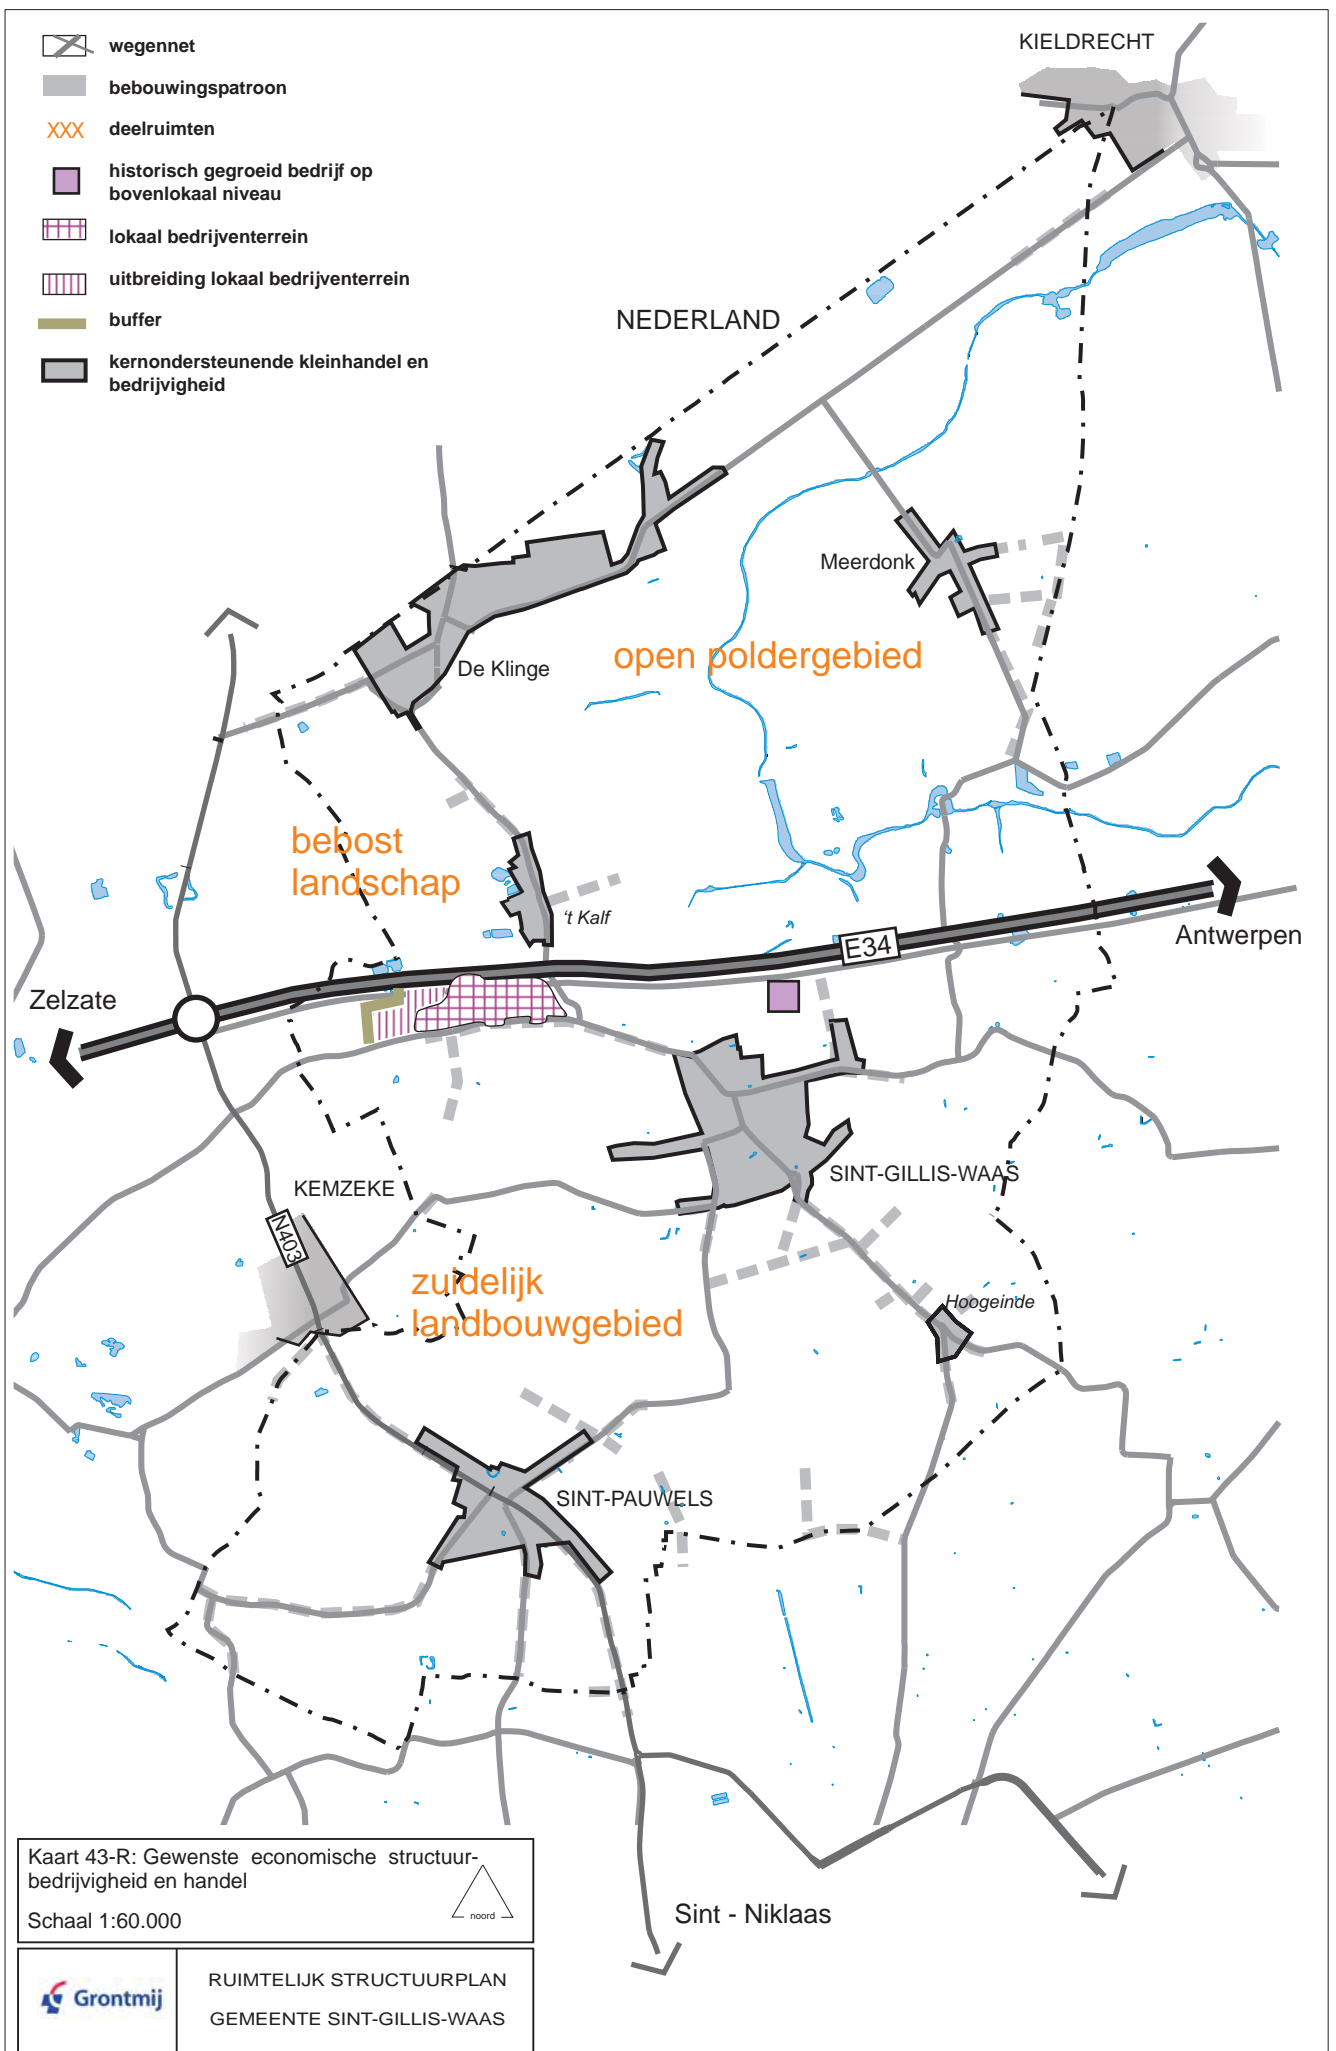 wegennet
bebouwingspatroon
XXX deelruimten
historisch gegroeid bedrijf op
bovenlokaal niveau
lokaal bedrijventerrein
uitbreiding lokaal bedrijventerrein
buffer
kernondersteunende kleinhandel en
bedrijvigheid
KIELDRECHT
NEDERLAND
Meerdonk
open poldergebied
De Klinge
bebost
landschap
't Kalf
E34
Antwerpen
Zelzate
SINT-GILLIS-WAAS
KEMZEKE
N403
zuidelijk
landbouwgebied
Hoogeinde
SINT-PAUWELS
Sint - Niklaas
Kaart 43-R: Gewenste economische structuur-
bedrijvigheid en handel
noord
Schaal 1:60.000
Grontmij
RUIMTELIJK STRUCTUURPLAN
GEMEENTE SINT-GILLIS-WAAS